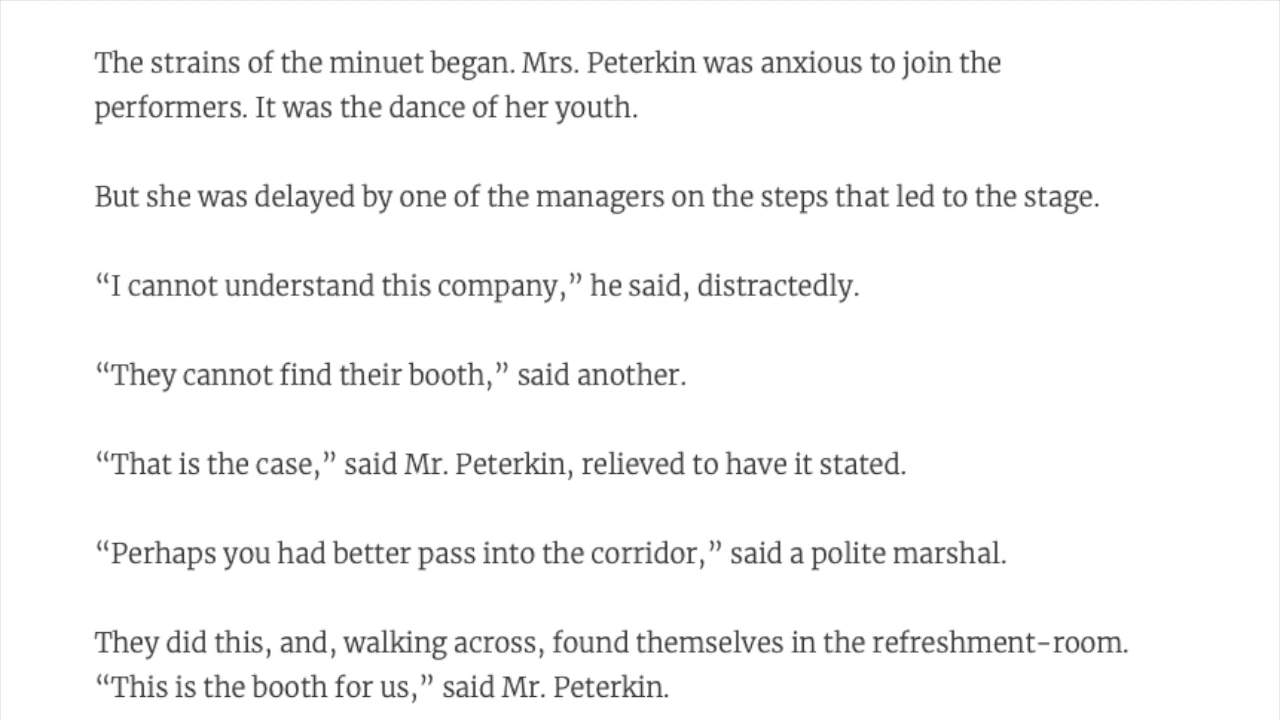 The strains of the minuet began. Mrs. Peterkin was anxious to join the
performers. It was the dance of her youth.
But she was delayed by one of the managers on the steps that led to the stage.
“I cannot understand this company,” he said, distractedly.
“They cannot find their booth,” said another.
“That is the case,” said Mr. Peterkin, relieved to have it stated.
“Perhaps you had better pass into the corridor,” said a polite marshal.
They did this, and, walking across, found themselves in the refreshment-room.
“This is the booth for us,” said Mr. Peterkin.